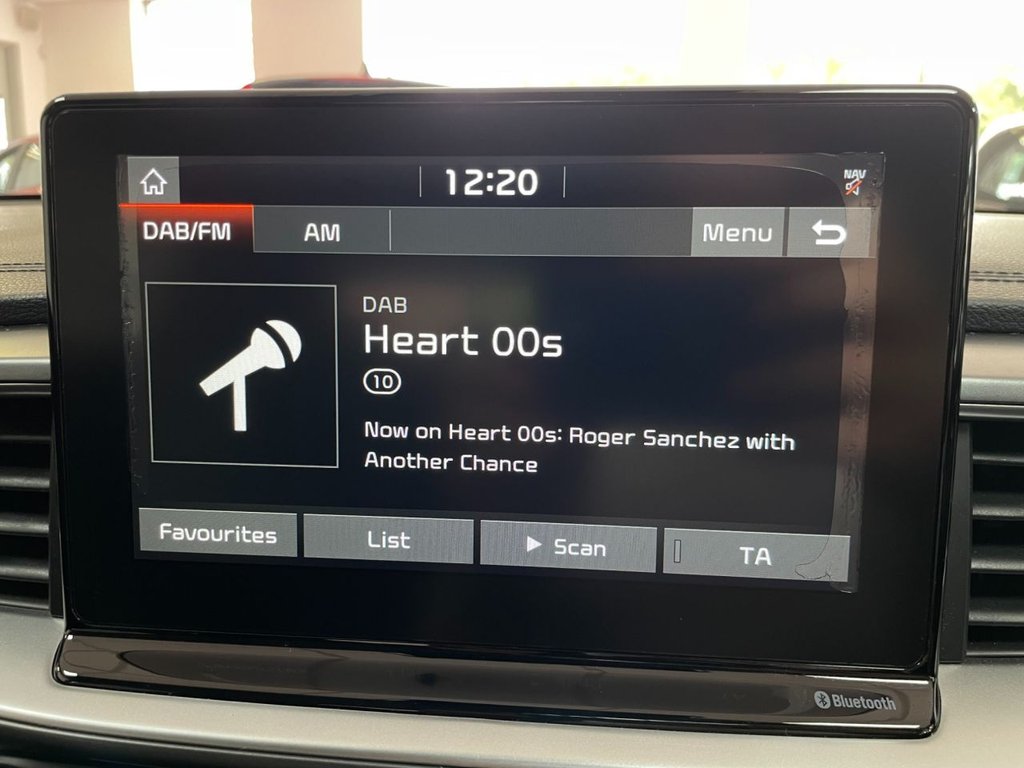 12:20
NAV
DAB/FM
AM
Menu
DAB
Heart 00s
10
Now on Heart 00s: Roger Sanchez with
Another Chance
Favourites
List
Scan
TA
Bluetooth